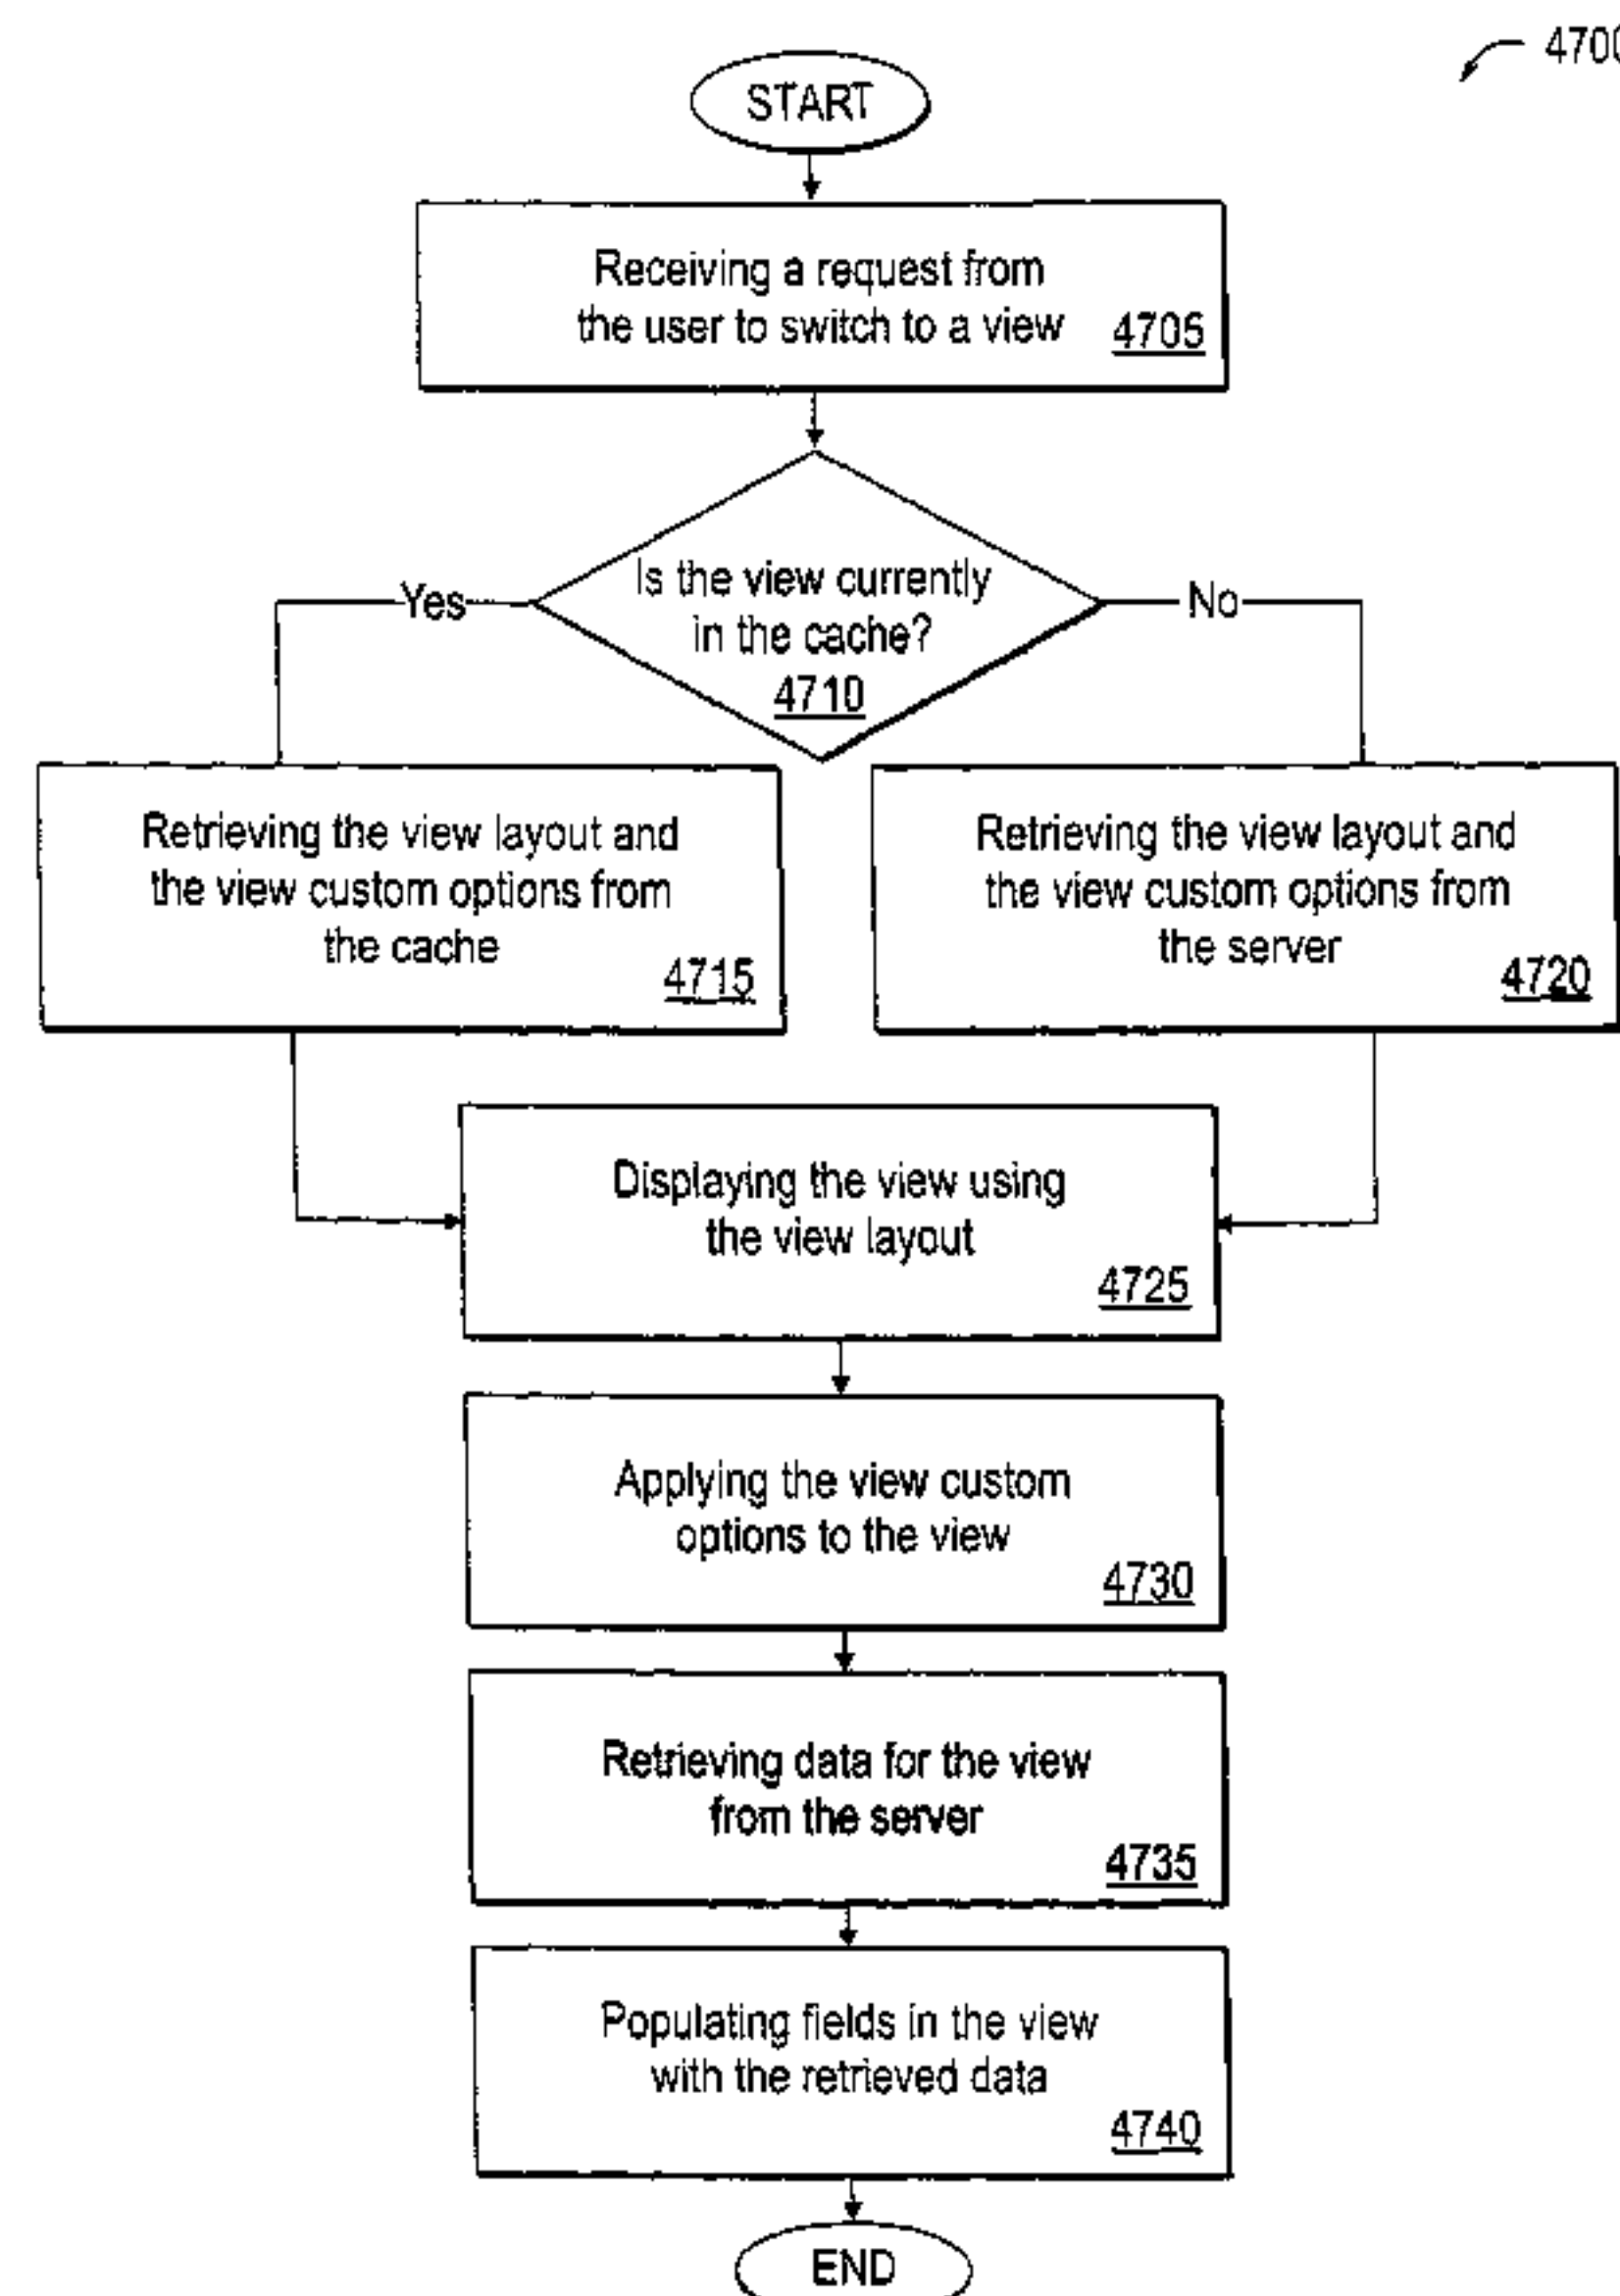 4700
START
Receiving a request from
the user to switch to a view
4705
Is the view currently
in the cache?
4710
Yes
No
Retrieving the view layout and
the view custom options from
the cache
4715
Retrieving the view layout and
the view custom options from
the server
4720
Displaying the view using
the view layout
4725
Applying the view custom
options to the view
4730
Retrieving data for the view
from the server
4735
Populating fields in the view
with the retrieved data
4740
END